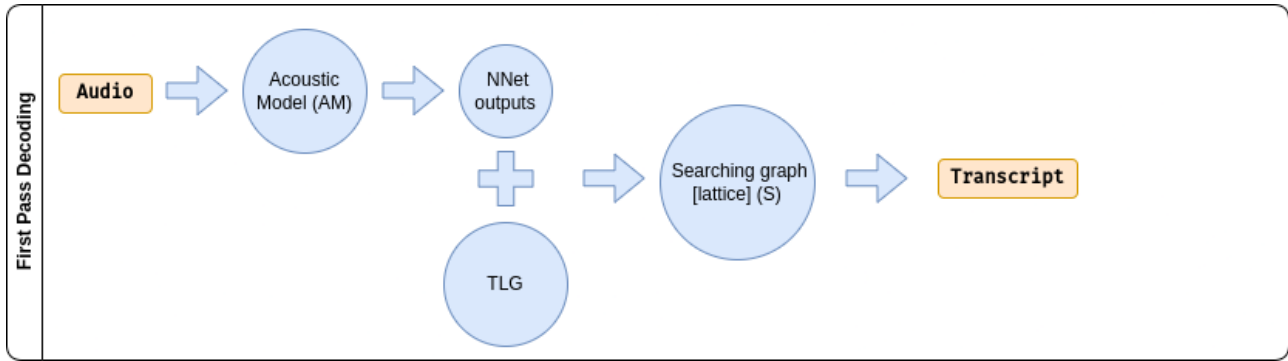 First Pass Decoding
Audio
Acoustic
Model (AM)
NNet
outputs
TLG
Searching graph
[lattice] (S)
Transcript